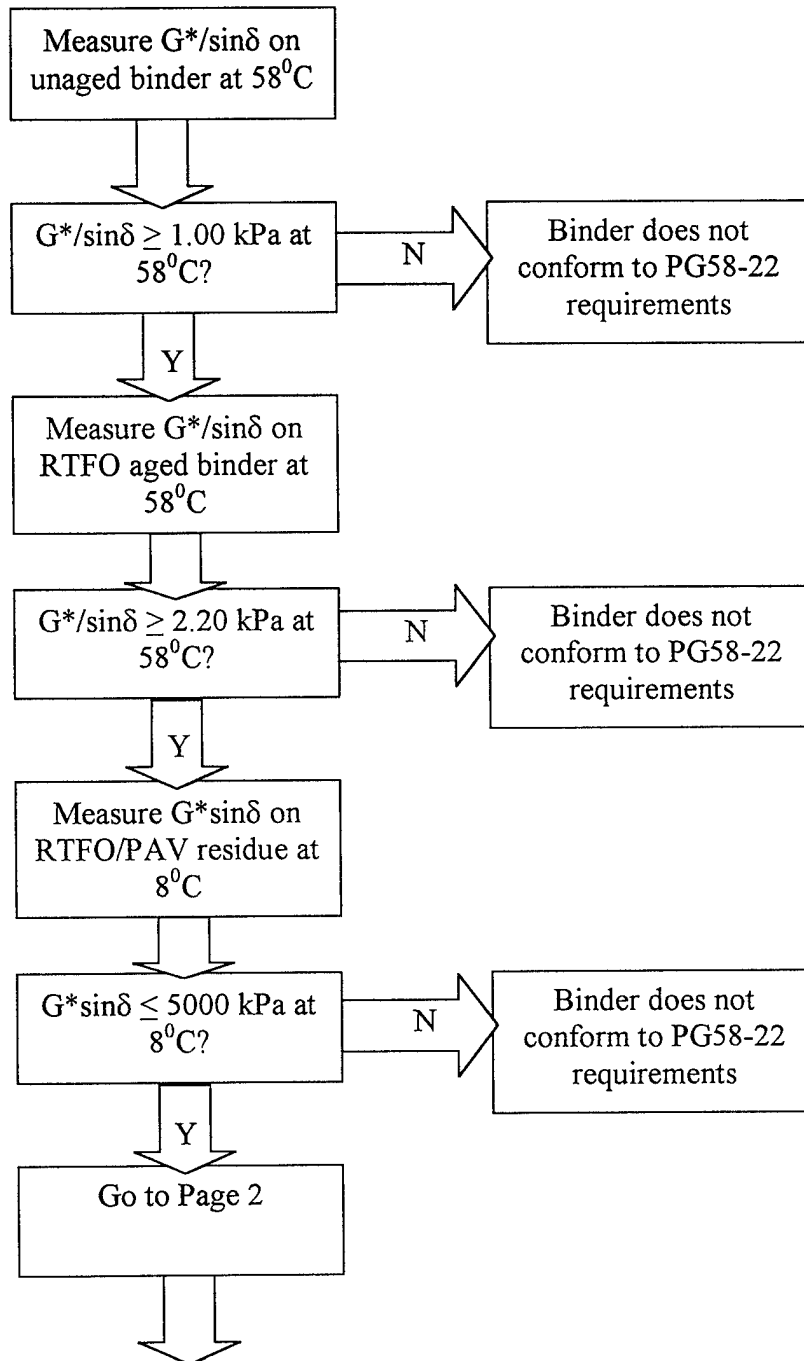 Measure G*/sinδ on
unaged binder at 58⁰C
G*/sinδ ≥ 1.00 kPa at
58⁰C?
N
Binder does not
conform to PG58-22
requirements
Y
Measure G*/sinδ on
RTFO aged binder at
58⁰C
G*/sinδ ≥ 2.20 kPa at
58⁰C?
N
Binder does not
conform to PG58-22
requirements
Y
Measure G*sinδ on
RTFO/PAV residue at
8⁰C
G*sinδ ≤ 5000 kPa at
8⁰C?
N
Binder does not
conform to PG58-22
requirements
Y
Go to Page 2